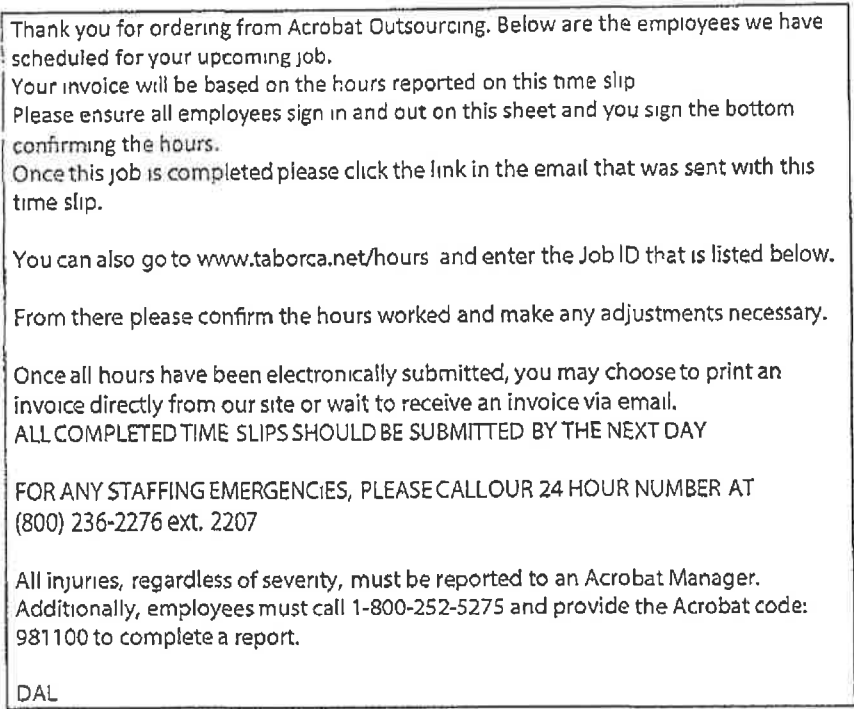 Thank you for ordering from Acrobat Outsourcing. Below are the employees we have
scheduled for your upcoming job.
Your invoice will be based on the hours reported on this time slip
Please ensure all employees sign in and out on this sheet and you sign the bottom
confirming the hours.
Once this job is completed please click the link in the email that was sent with this
time slip.
You can also go to www.taborca.net/hours and enter the Job ID that is listed below.
From there please confirm the hours worked and make any adjustments necessary.
Once all hours have been electronically submitted, you may choose to print an
invoice directly from our site or wait to receive an invoice via email.
ALL COMPLETED TIME SLIPS SHOULD BE SUBMITTED BY THE NEXT DAY
FOR ANY STAFFING EMERGENCIES, PLEASE CALL OUR 24 HOUR NUMBER AT
(800) 236-2276 ext. 2207
All injuries, regardless of severity, must be reported to an Acrobat Manager.
Additionally, employees must call 1-800-252-5275 and provide the Acrobat code:
981100 to complete a report.
DAL